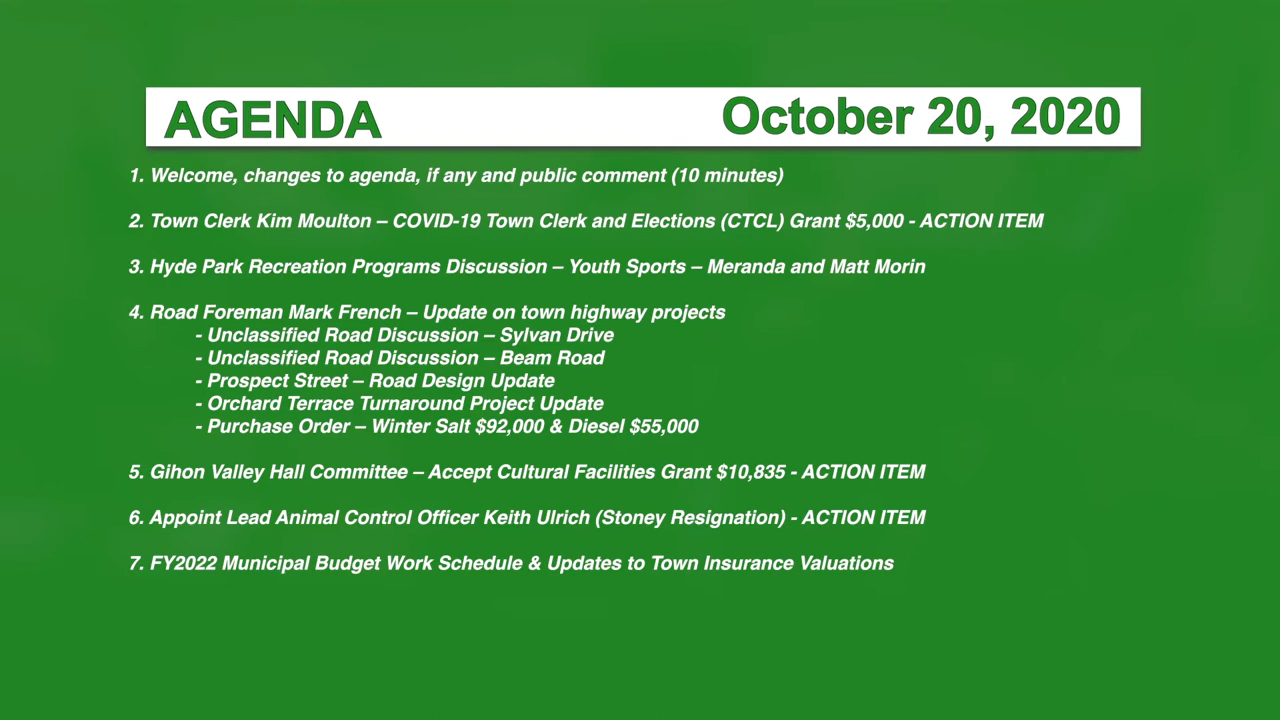 AGENDA October 20, 2020
1. Welcome, changes to agenda, if any and public comment (10 minutes)
2. Town Clerk Kim Moulton – COVID-19 Town Clerk and Elections (CTCL) Grant $5,000 - ACTION ITEM
3. Hyde Park Recreation Programs Discussion – Youth Sports – Meranda and Matt Morin
4. Road Foreman Mark French – Update on town highway projects
- Unclassified Road Discussion – Sylvan Drive
- Unclassified Road Discussion – Beam Road
- Prospect Street – Road Design Update
- Orchard Terrace Turnaround Project Update
- Purchase Order – Winter Salt $92,000 & Diesel $55,000
5. Gihon Valley Hall Committee – Accept Cultural Facilities Grant $10,835 - ACTION ITEM
6. Appoint Lead Animal Control Officer Keith Ulrich (Stoney Resignation) - ACTION ITEM
7. FY2022 Municipal Budget Work Schedule & Updates to Town Insurance Valuations